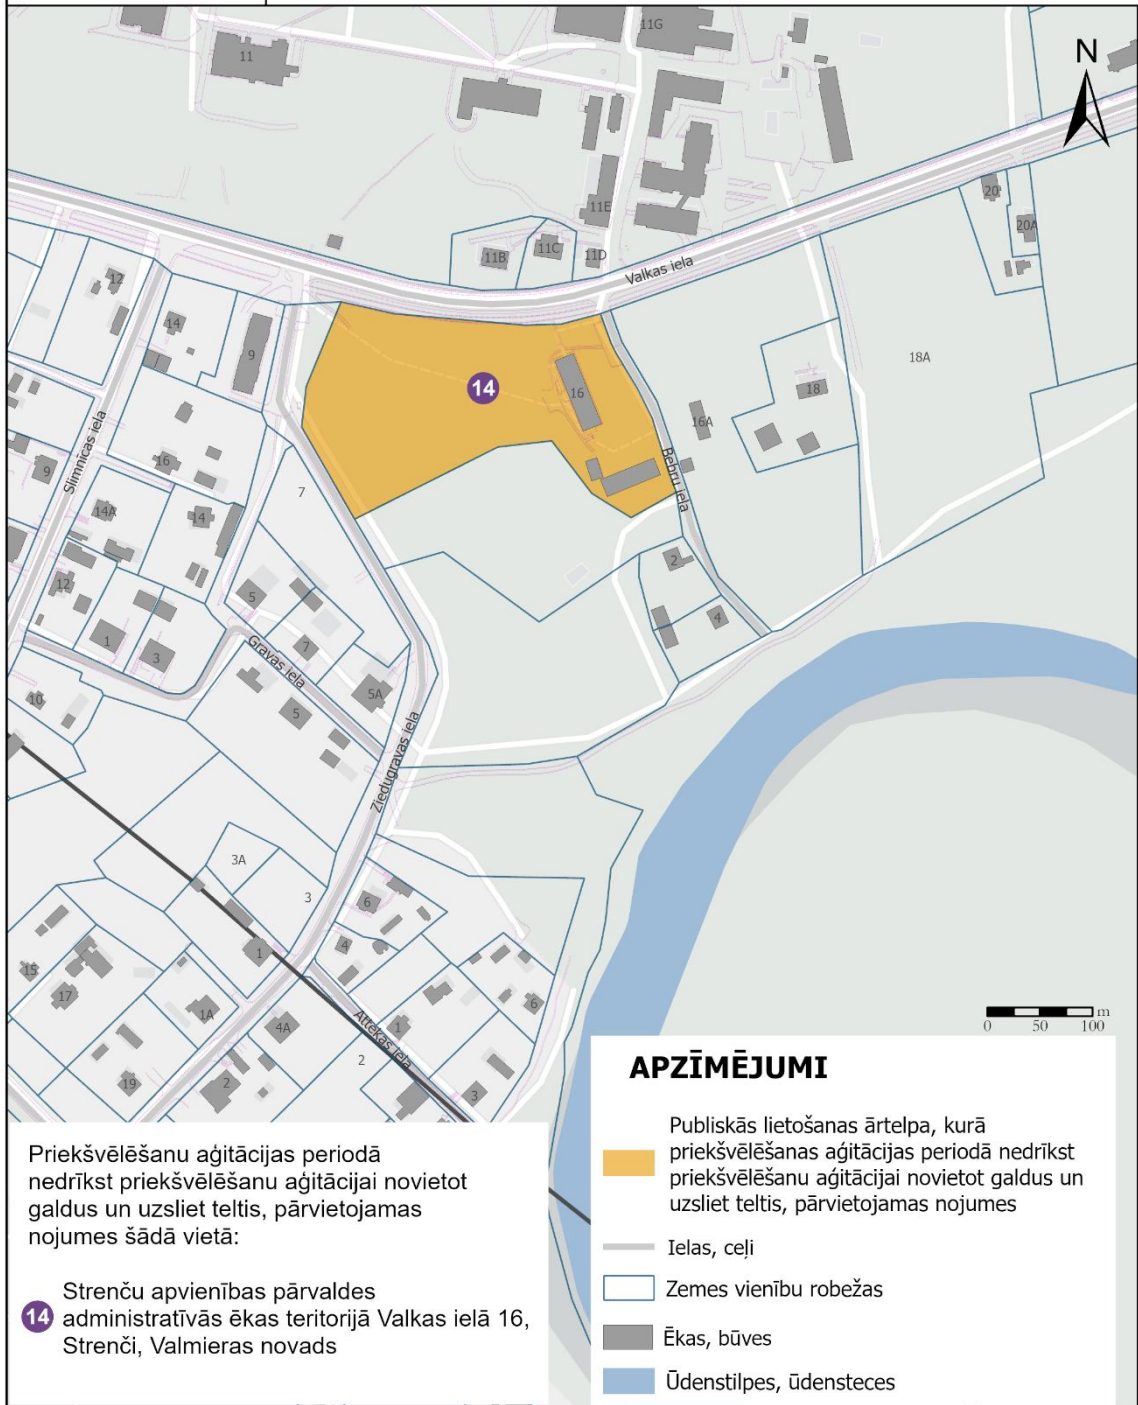 11
11G
N
11E
11B
11C
11D
Valkas iela
20
20A
12
14
9
14
16
18
18A
16A
Bebru iela
Slimnīcas iela
9
16
7
14A
14
12
5
2
4
1
3
7
Gravas iela
10
5
5A
Ziedugravas iela
3A
3
6
1
4
15
17
1A
4A
1
6
Attekas iela
2
19
2
3
m
0 50 100
Priekšvēlēšanu aģitācijas periodā
nedrīkst priekšvēlēšanu aģitācijai novietot
galdus un uzsliet teltis, pārvietojamas
nojumes šādā vietā:
14
Strenču apvienības pārvaldes
administratīvās ēkas teritorijā Valkas ielā 16,
Strenči, Valmieras novads
APZĪMĒJUMI
Publiskās lietošanas ārtelpa, kurā
priekšvēlēšanas aģitācijas periodā nedrīkst
priekšvēlēšanu aģitācijai novietot galdus un
uzsliet teltis, pārvietojamas nojumes
Ielas, ceļi
Zemes vienību robežas
Ēkas, būves
Ūdenstilpes, ūdensteces